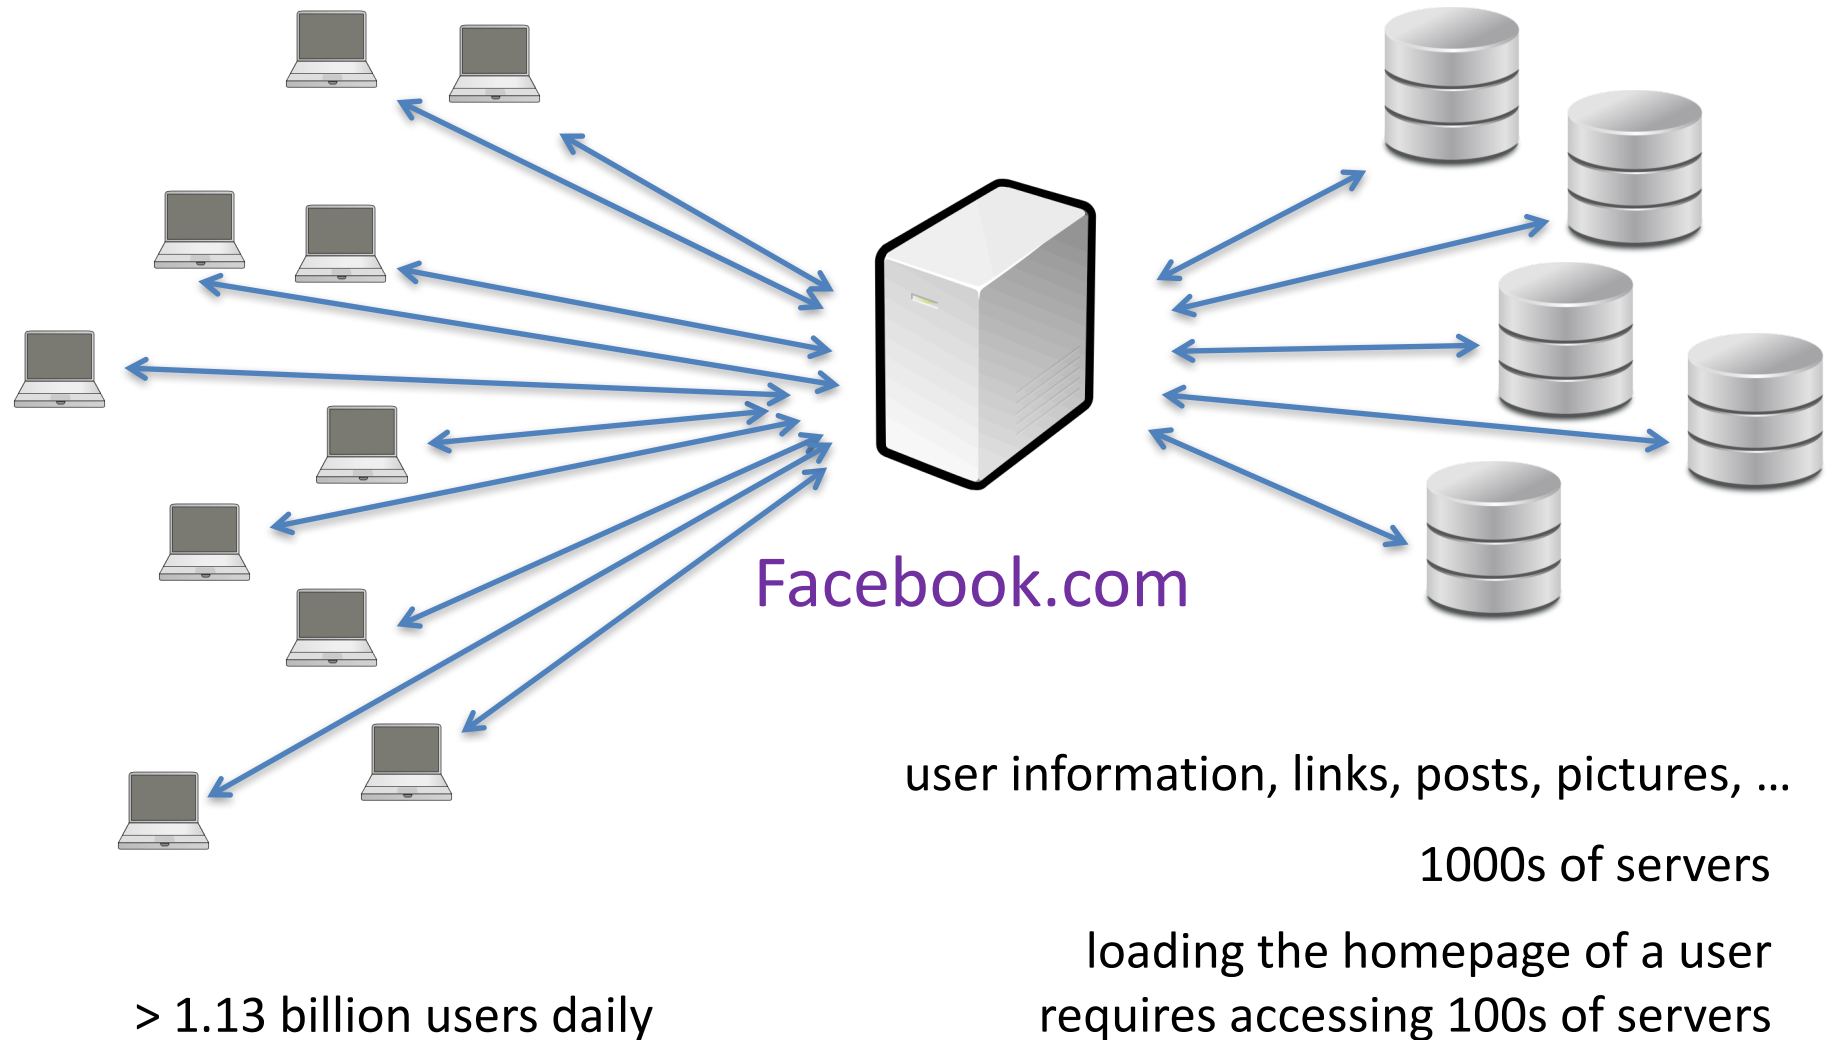 Facebook.com
user information, links, posts, pictures, ...
1000s of servers
loading the homepage of a user
requires accessing 100s of servers
> 1.13 billion users daily